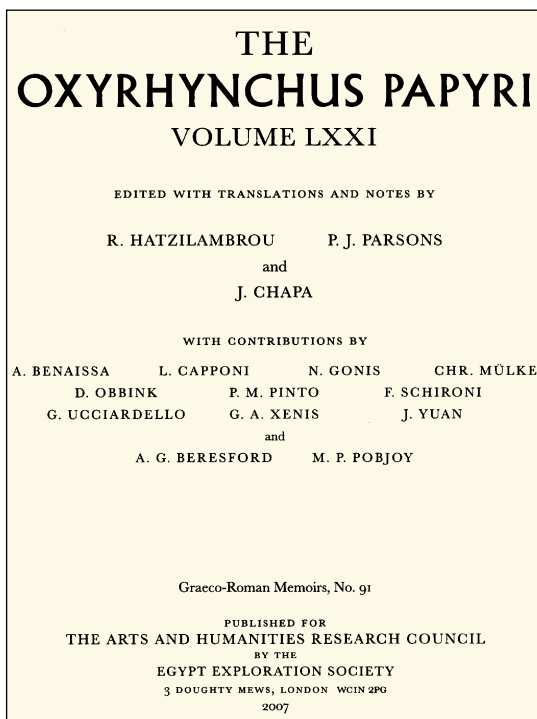 THE
OXYRHYNCHUS PAPYRI
VOLUME LXXI
EDITED WITH TRANSLATIONS AND NOTES BY
R. HATZILAMBROU P. J. PARSONS
and
J. CHAPA
WITH CONTRIBUTIONS BY
A. BENAISSA L. CAPPONI N. GONIS CHR. MÜLKE
D. OBBINK P. M. PINTO F. SCHIRONI
G. UCCIARDELLO G. A. XENIS J. YUAN
and
A. G. BERESFORD M. P. POBJOY
Graeco-Roman Memoirs, No. 91
PUBLISHED FOR
THE ARTS AND HUMANITIES RESEARCH COUNCIL
BY THE
EGYPT EXPLORATION SOCIETY
3 DOUGHTY MEWS, LONDON WC1N 2PG
2007